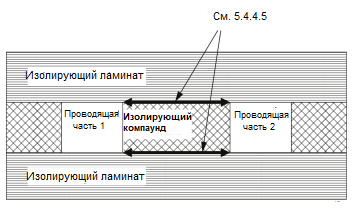 См. 5.4.4.5
Изолирующий ламинат
Проводящая
часть 1
Изолирующий
компаунд
Проводящая
часть 2
Изолирующий ламинат